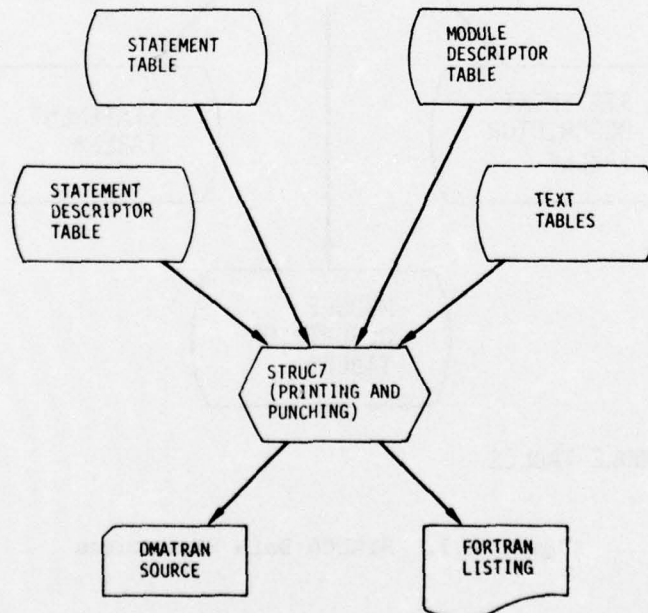 STATEMENT
TABLE
MODULE
DESCRIPTOR
TABLE
STATEMENT
DESCRIPTOR
TABLE
TEXT
TABLES
STRUC7
(PRINTING AND
PUNCHING)
DMATRAN
SOURCE
FORTRAN
LISTING